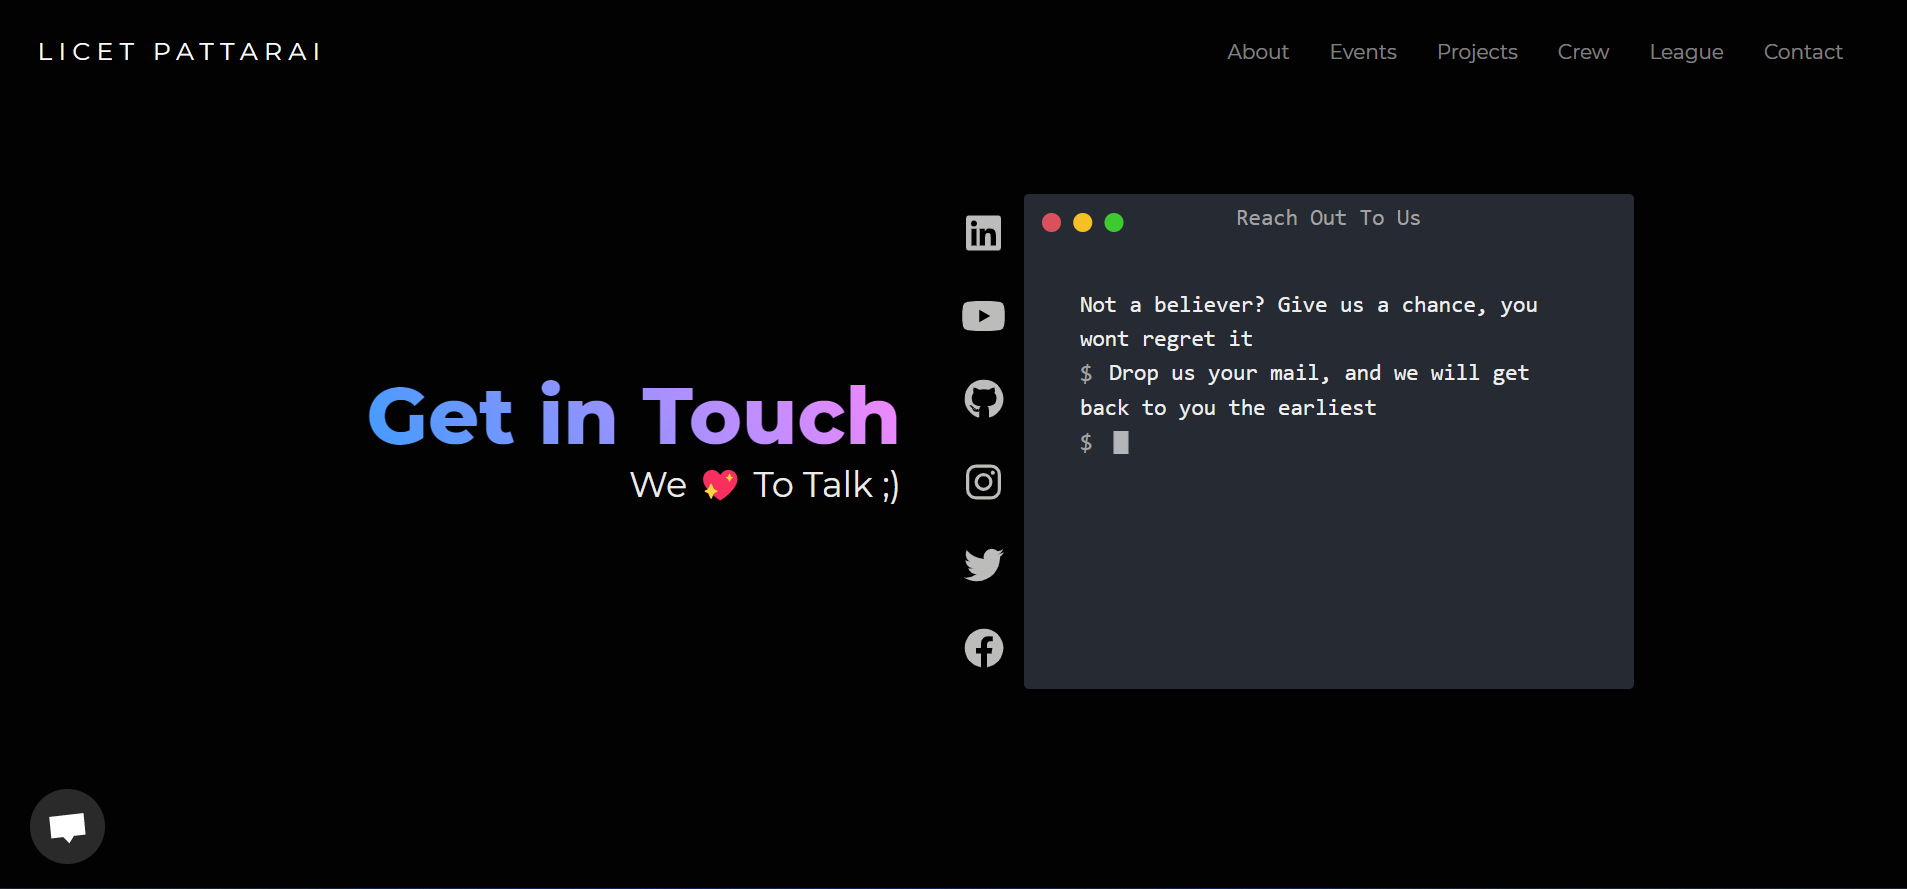 LICET PATTARAI
About Events Projects Crew League Contact
Get in Touch
We 💖 To Talk ;)
Reach Out To Us
Not a believer? Give us a chance, you
wont regret it
$ Drop us your mail, and we will get
back to you the earliest
$